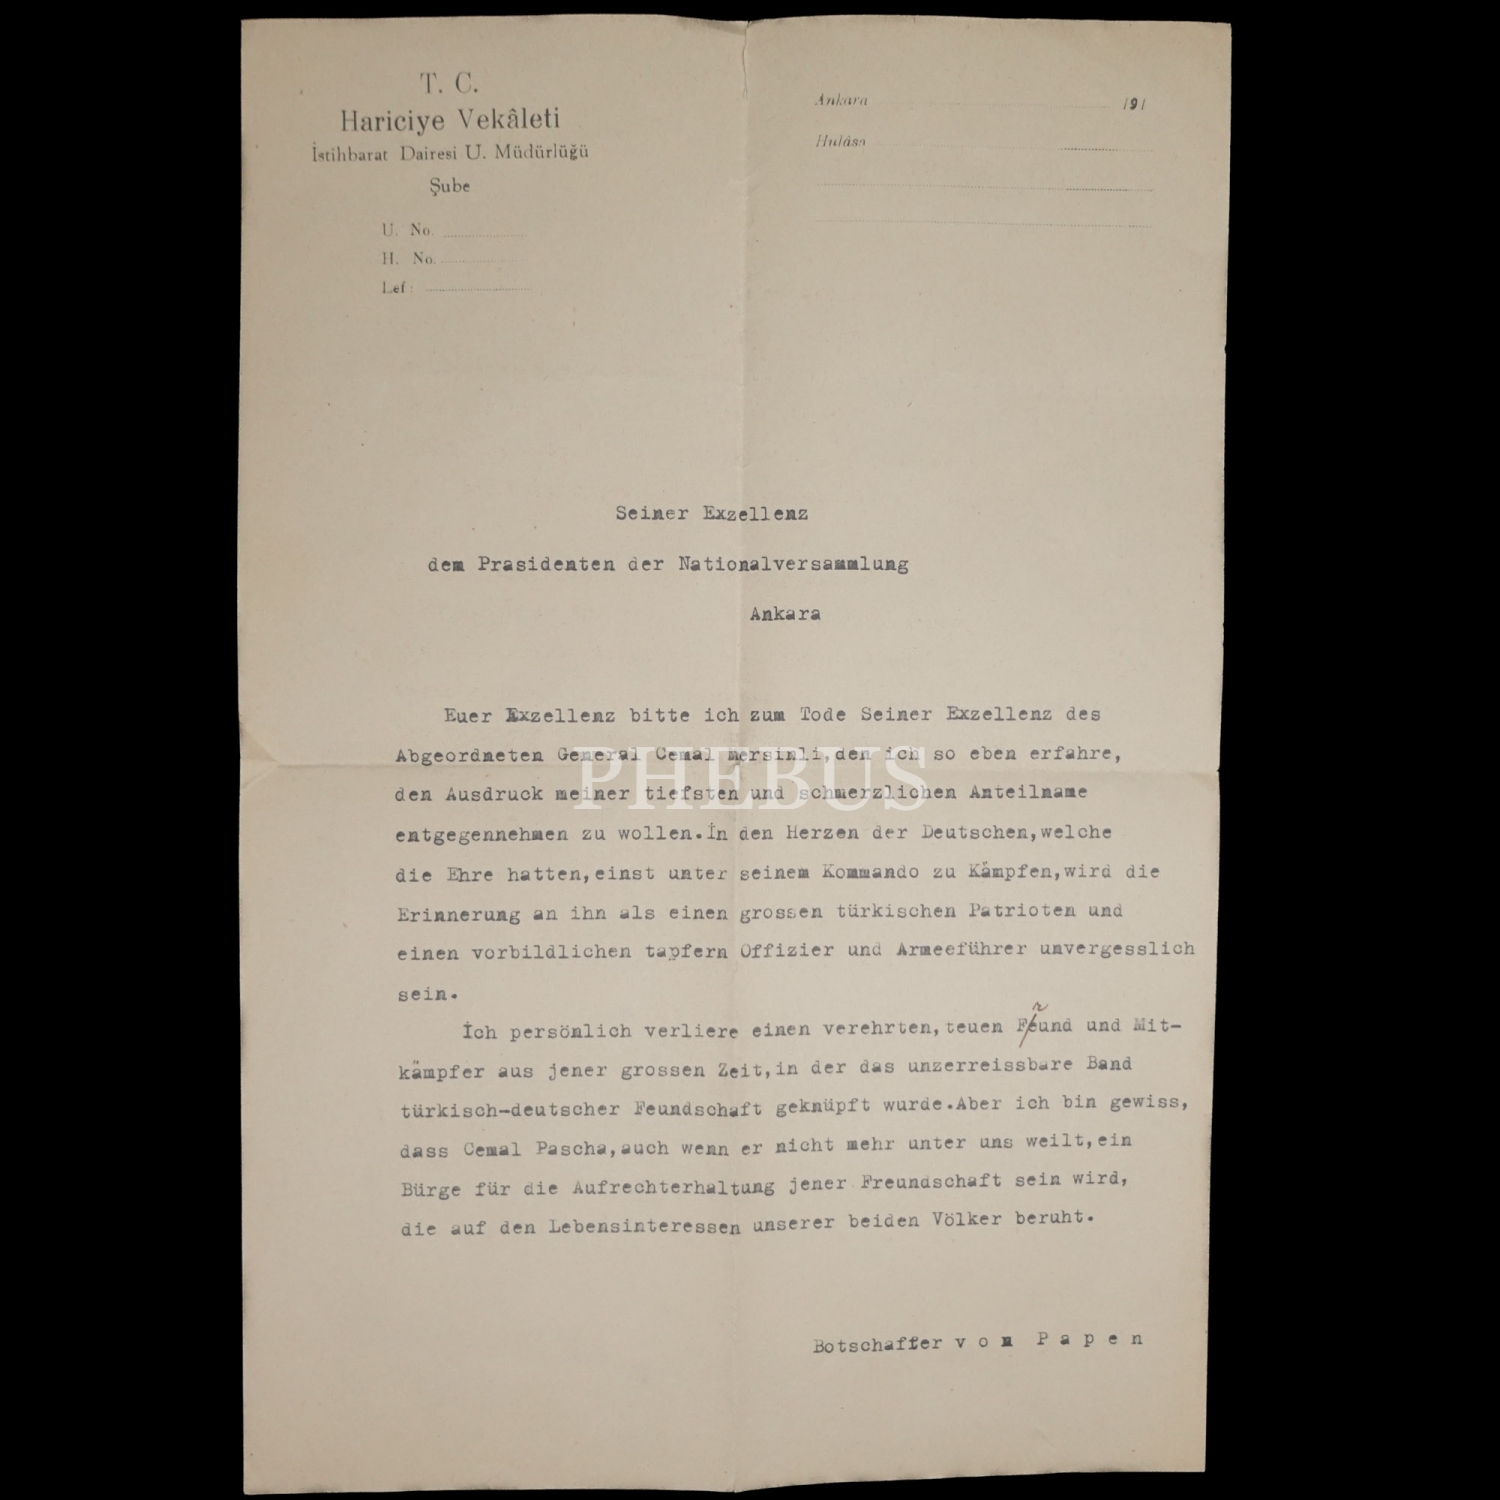 T. C.
Hariciye Vekâleti
İstihbarat Dairesi U. Müdürlüğü
Şube
U. No.
H. No.
Lef :
Ankara 191
Hulâsa
Seiner Exzellenz
dem Prasidenten der Nationalversammlung
Ankara
Euer Exzellenz bitte ich zum Tode Seiner Exzellenz des
Abgeordneten General Cemal mersinli,den ich so eben erfahre,
den Ausdruck meiner tiefsten und schmerzlichen Anteilname
entgegennehmen zu wollen.İn den Herzen der Deutschen,welche
die Ehre hatten,einst unter seinem Kommando zu Kämpfen,wird die
Erinnerung an ihn als einen grossen türkischen Patrioten und
einen vorbildlichen tapfern Offizier und Armeeführer unvergesslich
sein.
İch persönlich verliere einen verehrten,teuen Freund und Mit-
kämpfer aus jener grossen Zeit,in der das unzerreissbare Band
türkisch-deutscher Feundschaft geknüpft wurde.Aber ich bin gewiss,
dass Cemal Pascha,auch wenn er nicht mehr unter uns weilt,ein
Bürge für die Aufrechterhaltung jener Freundschaft sein wird,
die auf den Lebensinteressen unserer beiden Völker beruht.
Botschaffer v o n P a p e n
PHEBUS